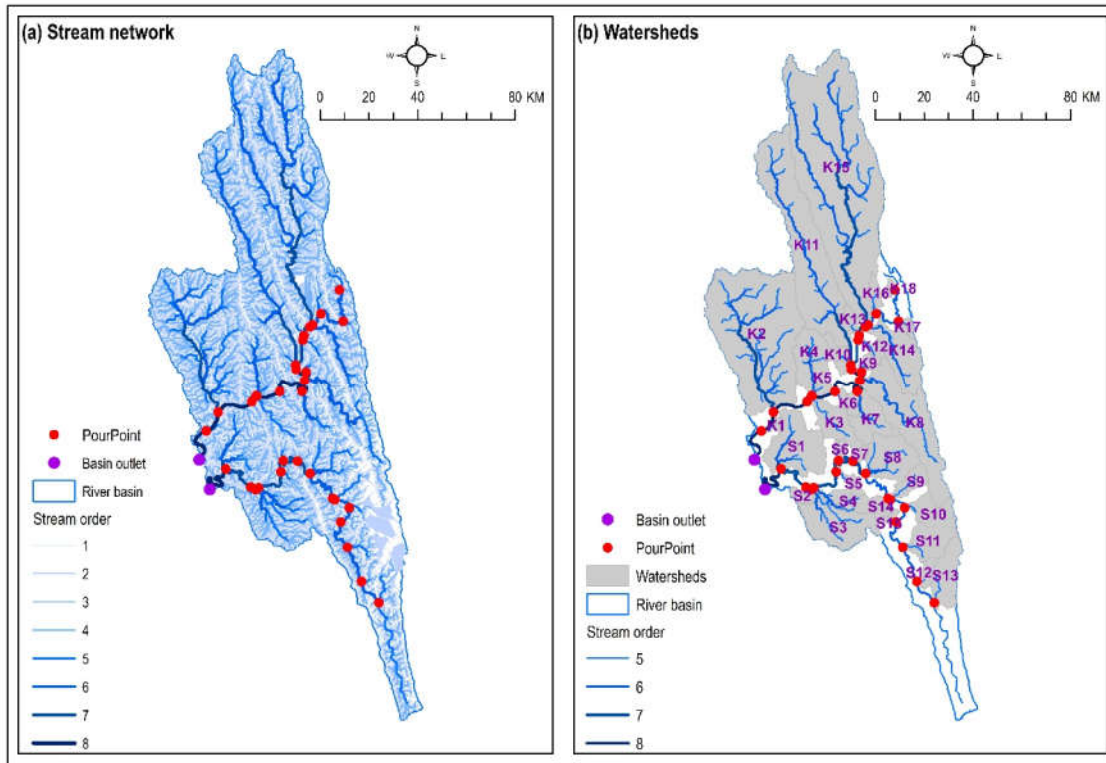 (a) Stream network
N
W
L
S
0 20 40 80 KM
PourPoint
Basin outlet
River basin
Stream order
1
2
3
4
5
6
7
8
(b) Watersheds
N
W
L
S
0 20 40 80 KM
K15
K11
K18
K16
K17
K13
K2
K12
K14
K4
K10
K9
K5
K6
K7
K8
K1
K3
S1
S6
S7
S8
S5
S9
S2
S4
S14
S10
S3
S11
S12
S13
Basin outlet
PourPoint
Watersheds
River basin
Stream order
5
6
7
8